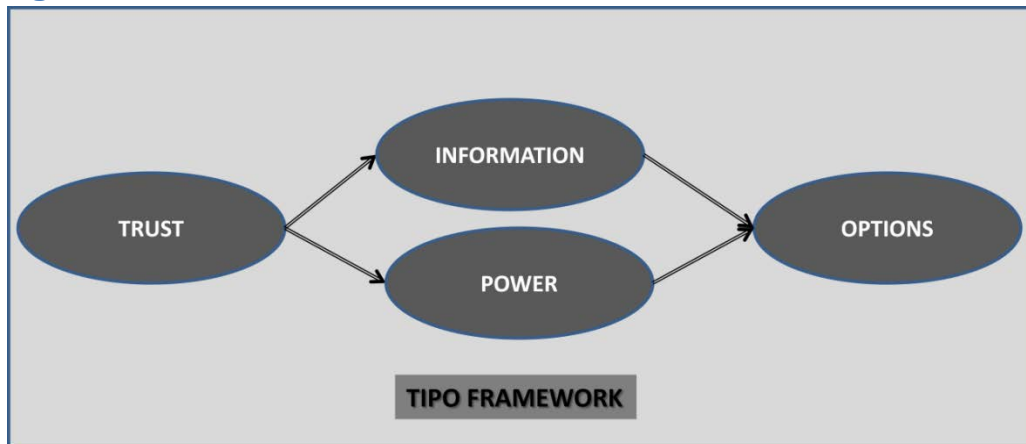 INFORMATION
TRUST
OPTIONS
POWER
TIPO FRAMEWORK